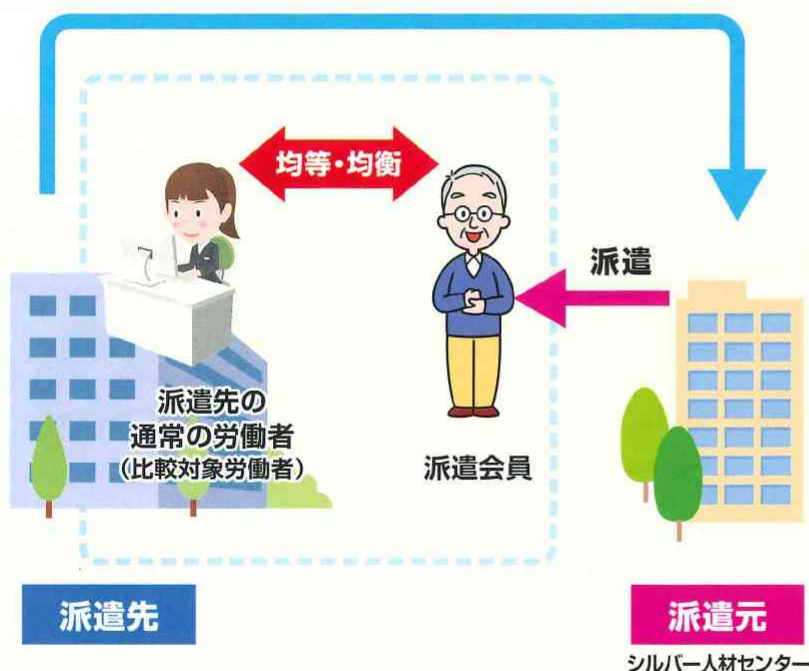 均等・均衡
派遣
派遣先の
通常の労働者
(比較対象労働者)
派遣会員
派遣先
派遣元
シルバー人材センター